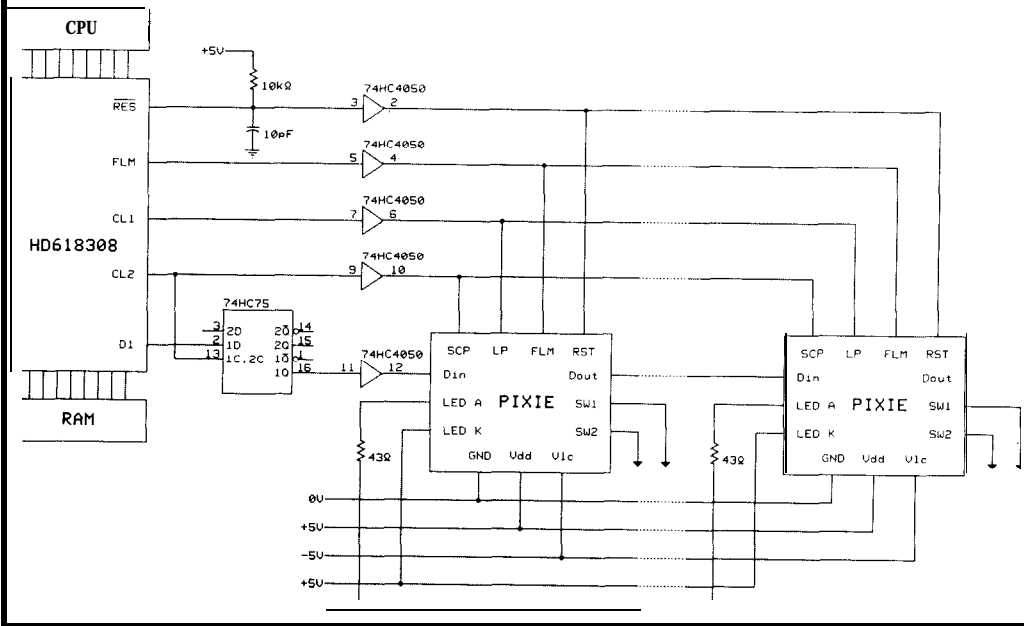 CPU
+5V
10kΩ
74HC4050
RES 3 2
10pF
74HC4050
FLM 5 4
74HC4050
CL1 7 6
HD618308
74HC4050
CL2 9 10
74HC75
3 2D 2Q 14
2 1D 2Q 15
D1
13 1C.2C 1Q 1
1Q 16
74HC4050
11 12
SCP LP FLM RST
Din Dout
LED A PIXIE SW1
LED K SW2
GND Vdd Vlc
43Ω
SCP LP FLM RST
Din Dout
LED A PIXIE SW1
LED K SW2
GND Vdd Vlc
43Ω
RAM
0V
+5V
-5V
+5V